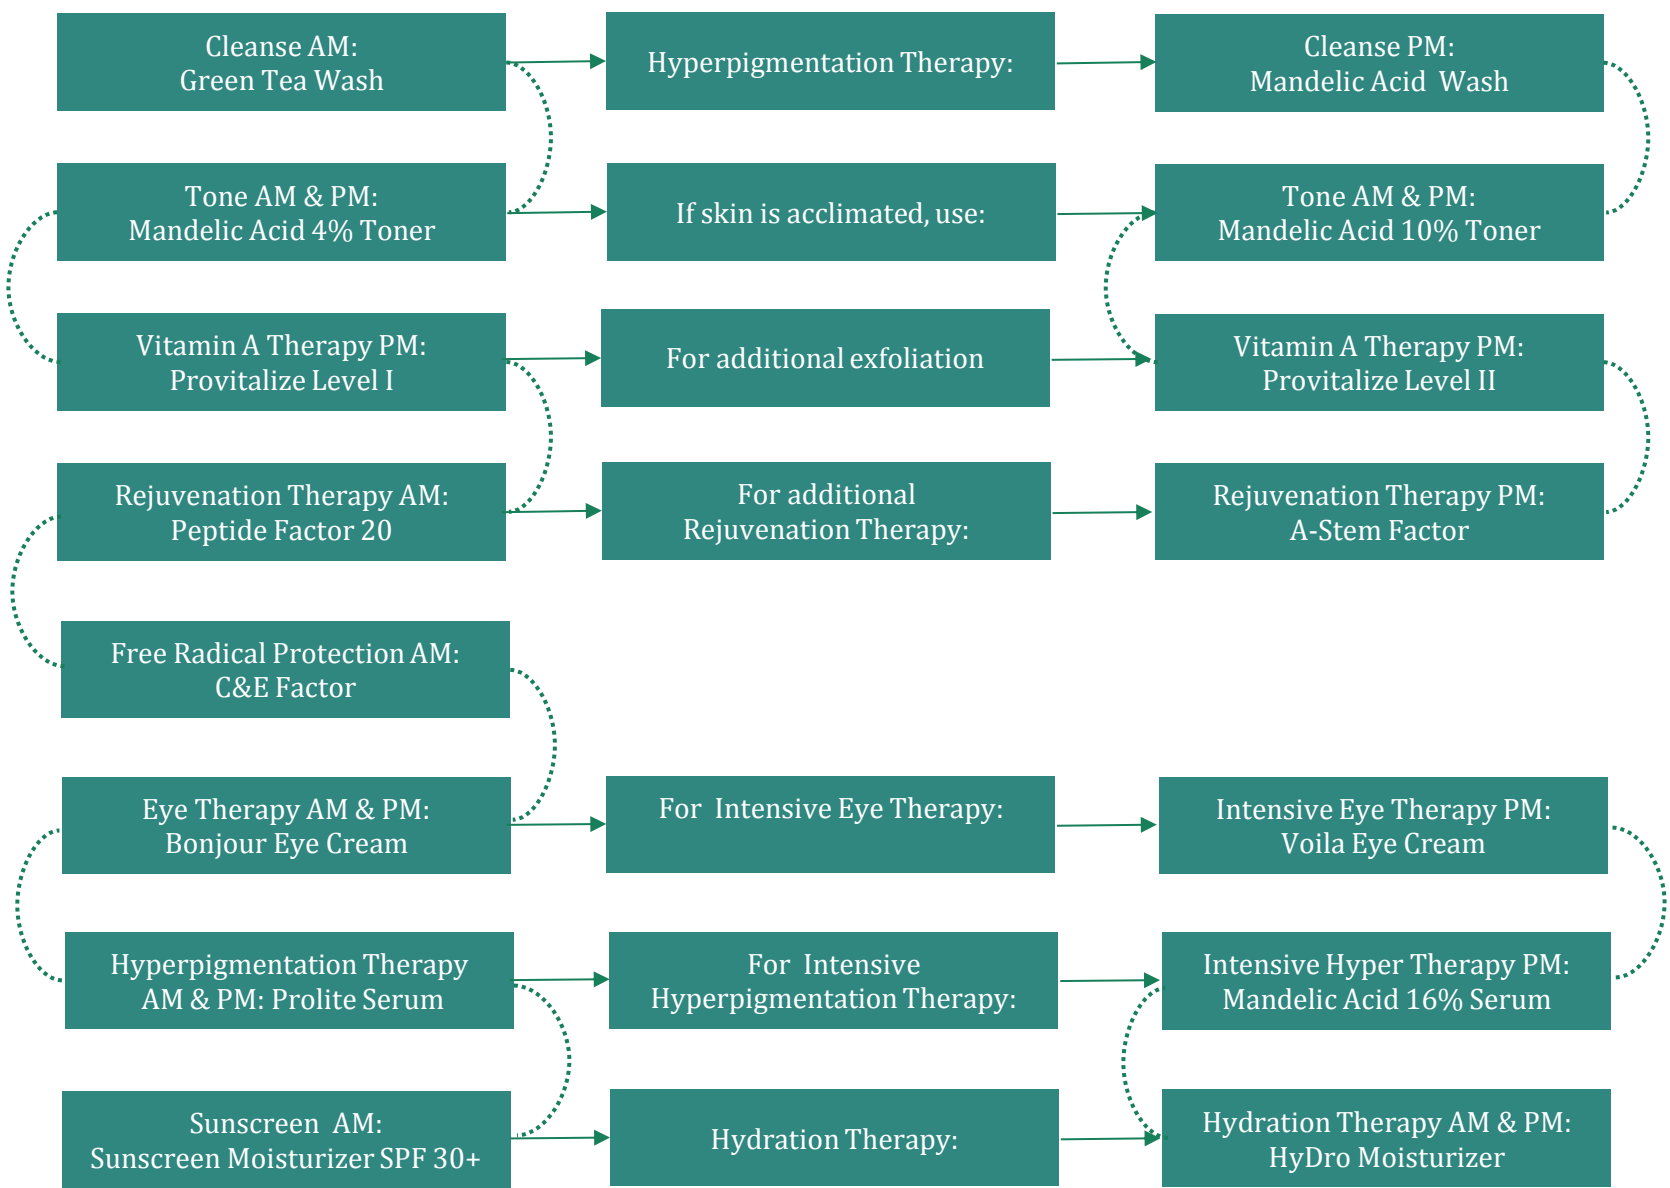 Cleanse AM:
Green Tea Wash
Hyperpigmentation Therapy:
Cleanse PM:
Mandelic Acid Wash
Tone AM & PM:
Mandelic Acid 4% Toner
If skin is acclimated, use:
Tone AM & PM:
Mandelic Acid 10% Toner
Vitamin A Therapy PM:
Provitalize Level I
For additional exfoliation
Vitamin A Therapy PM:
Provitalize Level II
Rejuvenation Therapy AM:
Peptide Factor 20
For additional
Rejuvenation Therapy:
Rejuvenation Therapy PM:
A-Stem Factor
Free Radical Protection AM:
C&E Factor
Eye Therapy AM & PM:
Bonjour Eye Cream
For Intensive Eye Therapy:
Intensive Eye Therapy PM:
Voila Eye Cream
Hyperpigmentation Therapy
AM & PM: Prolite Serum
For Intensive
Hyperpigmentation Therapy:
Intensive Hyper Therapy PM:
Mandelic Acid 16% Serum
Sunscreen AM:
Sunscreen Moisturizer SPF 30+
Hydration Therapy:
Hydration Therapy AM & PM:
HyDro Moisturizer